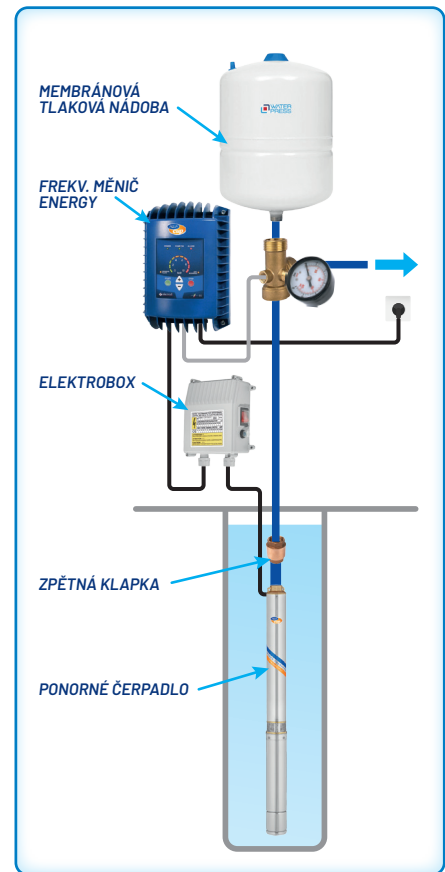 MEMBRÁNOVÁ
TLAKOVÁ NÁDOBA
WATER
PRESS
FREKV. MĚNIČ
ENERGY
ELEKTROBOX
ZPĚTNÁ KLAPKA
PONORNÉ ČERPADLO